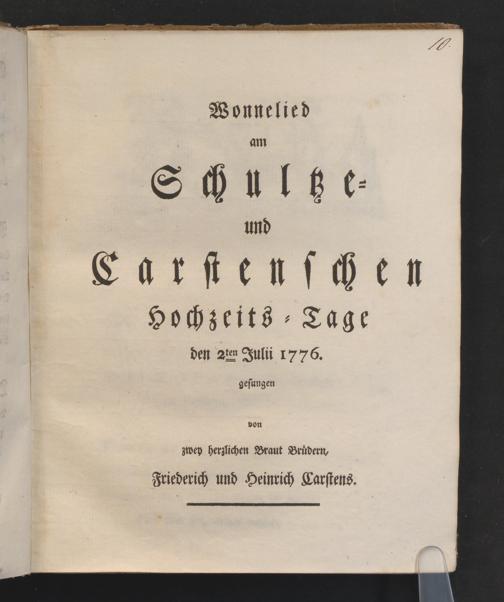 10.
Wonnelied
am
Schultze-
und
Carstenschen
Hochzeits-Tage
den 2ten Julii 1776.
gesungen
von
zwey herzlichen Braut Brüdern,
Friederich und Heinrich Carstens.